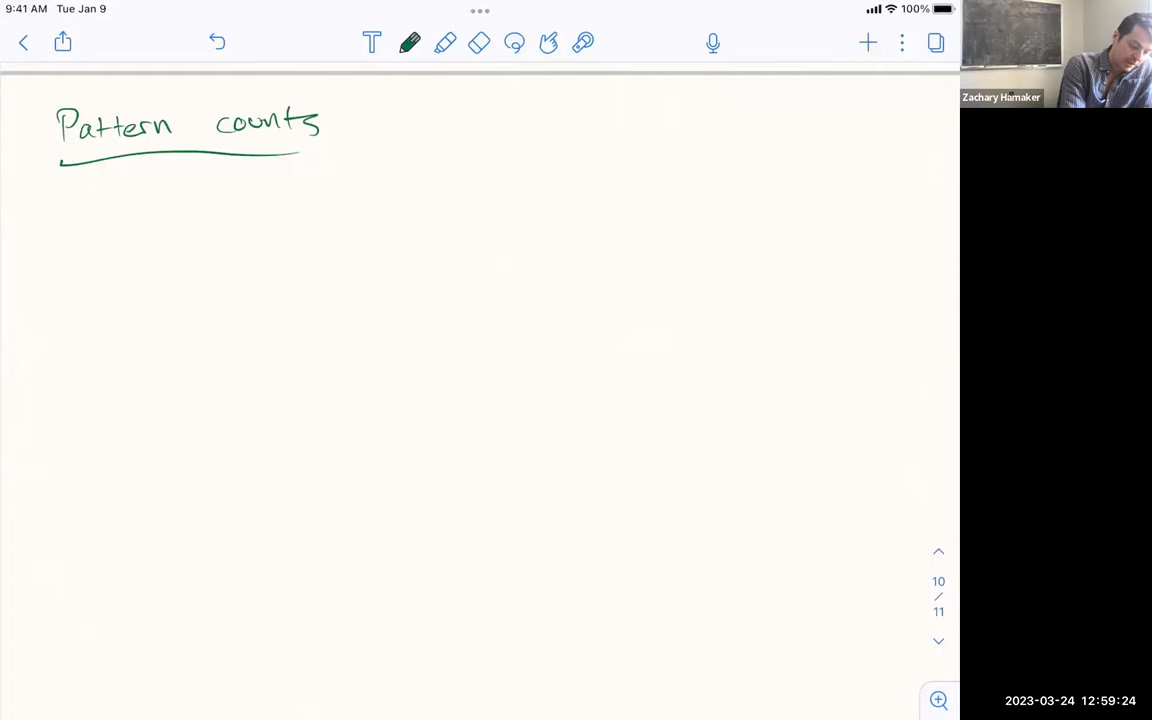 9:41 AM Tue Jan 9
100%
Zachary Hamaker
Pattern counts
10
/
11
2023-03-24 12:59:24